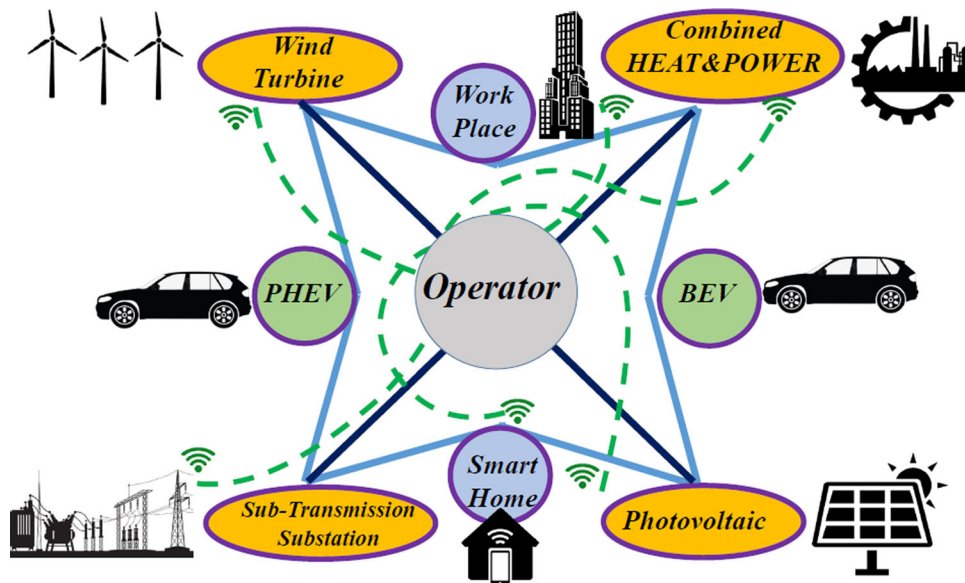 Wind
Turbine
Combined
HEAT&POWER
Work
Place
PHEV
Operator
BEV
Sub-Transmission
Substation
Smart
Home
Photovoltaic